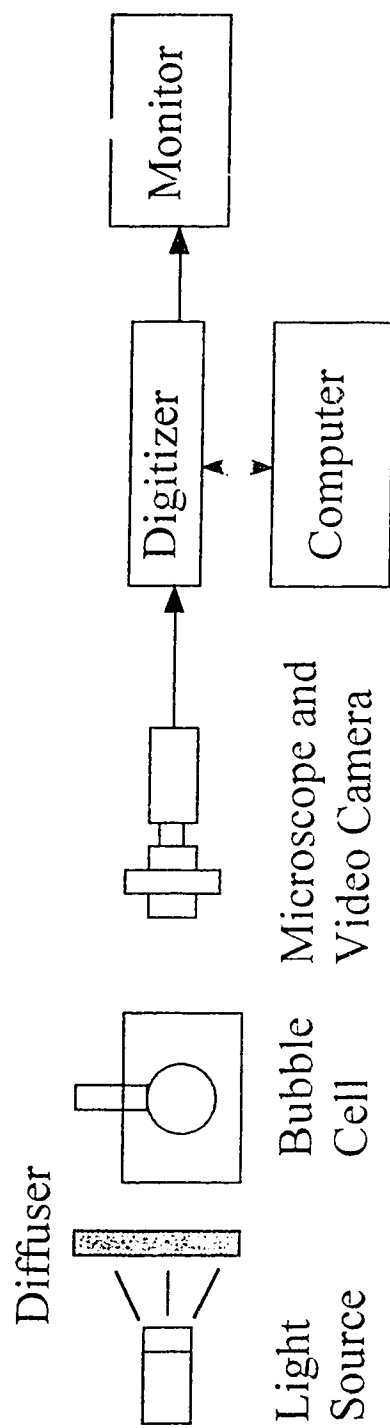 Diffuser
Light
Source
Bubble
Cell
Microscope and
Video Camera
Digitizer
Computer
Monitor